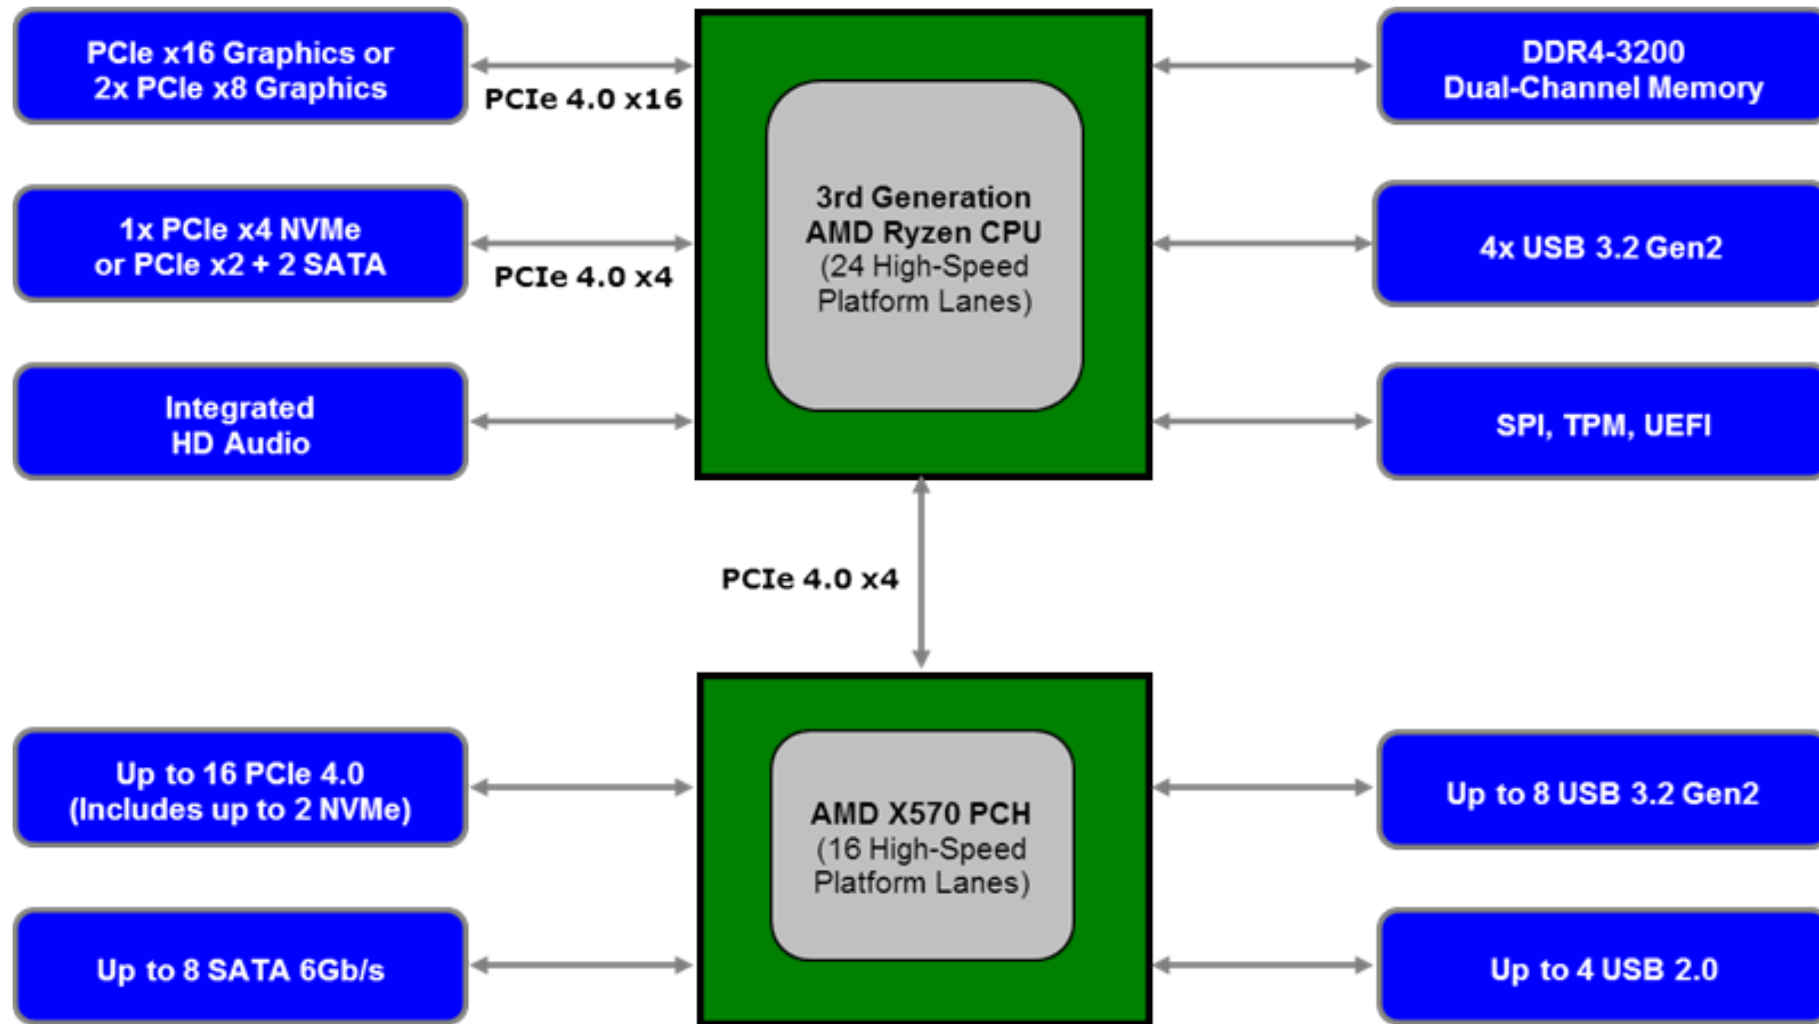 PCIe x16 Graphics or
2x PCIe x8 Graphics
PCIe 4.0 x16
DDR4-3200
Dual-Channel Memory
1x PCIe x4 NVMe
or PCIe x2 + 2 SATA
PCIe 4.0 x4
3rd Generation
AMD Ryzen CPU
(24 High-Speed
Platform Lanes)
4x USB 3.2 Gen2
Integrated
HD Audio
SPI, TPM, UEFI
PCIe 4.0 x4
Up to 16 PCIe 4.0
(Includes up to 2 NVMe)
AMD X570 PCH
(16 High-Speed
Platform Lanes)
Up to 8 USB 3.2 Gen2
Up to 8 SATA 6Gb/s
Up to 4 USB 2.0